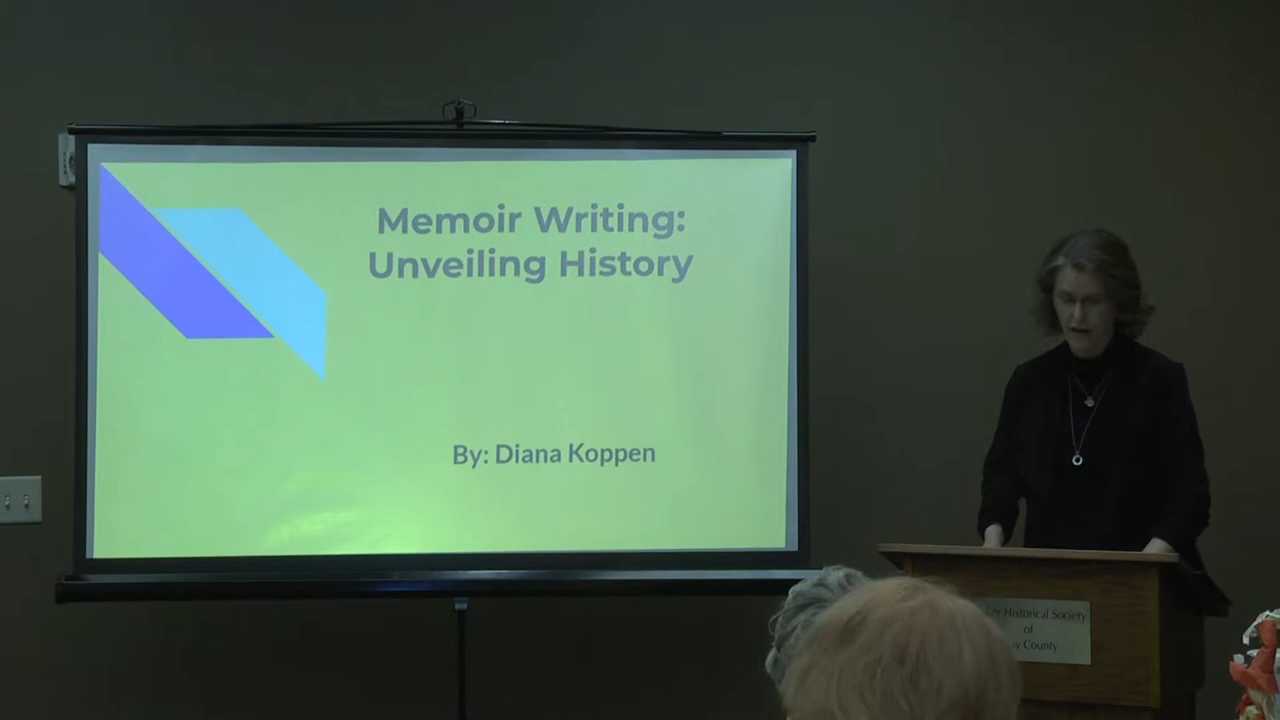 Memoir Writing:
Unveiling History
By: Diana Koppen
Historical Society
of
County